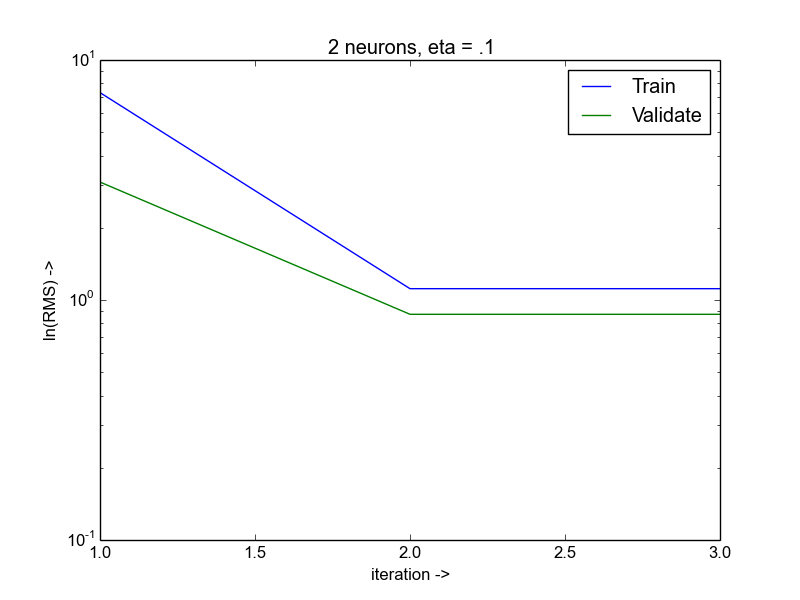 2 neurons, eta = .1
Train
Validate
10^1
10^0
10^-1
ln(RMS) ->
1.0 1.5 2.0 2.5 3.0
iteration ->